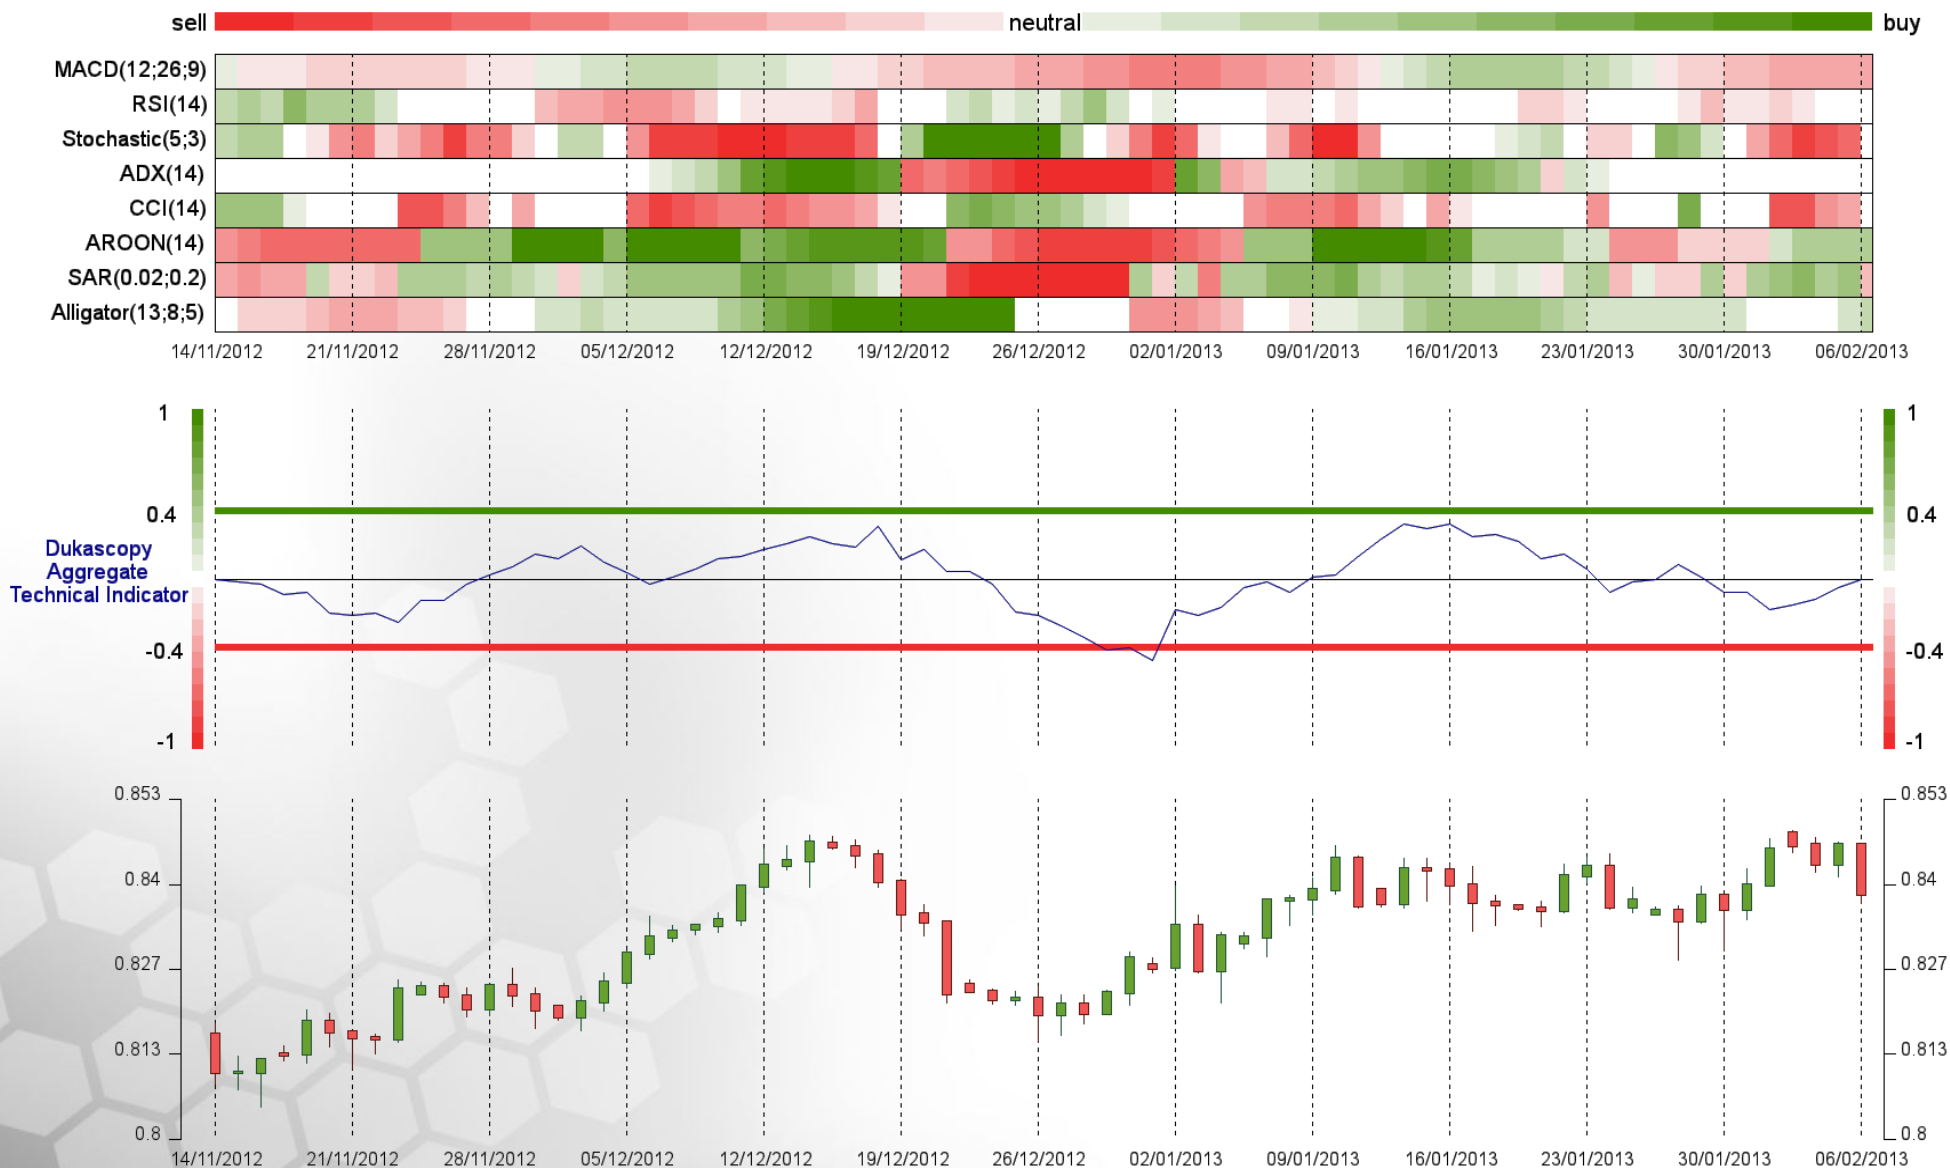 sell neutral buy
MACD(12;26;9)
RSI(14)
Stochastic(5;3)
ADX(14)
CCI(14)
AROON(14)
SAR(0.02;0.2)
Alligator(13;8;5)
14/11/2012 21/11/2012 28/11/2012 05/12/2012 12/12/2012 19/12/2012 26/12/2012 02/01/2013 09/01/2013 16/01/2013 23/01/2013 30/01/2013 06/02/2013
1 1
0.4 0.4
Dukascopy
Aggregate
Technical Indicator
-0.4 -0.4
-1 -1
0.853 0.853
0.84 0.84
0.827 0.827
0.813 0.813
0.8 0.8
14/11/2012 21/11/2012 28/11/2012 05/12/2012 12/12/2012 19/12/2012 26/12/2012 02/01/2013 09/01/2013 16/01/2013 23/01/2013 30/01/2013 06/02/2013